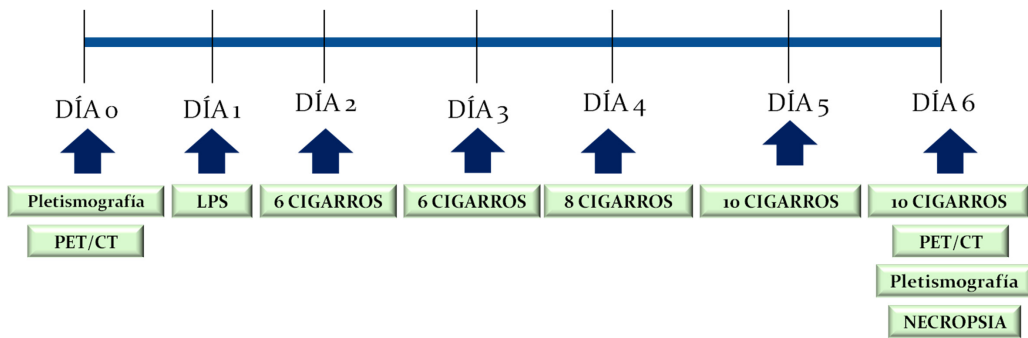 DÍA 0
DÍA 1
DÍA 2
DÍA 3
DÍA 4
DÍA 5
DÍA 6
Pletismografía
LPS
6 CIGARROS
6 CIGARROS
8 CIGARROS
10 CIGARROS
10 CIGARROS
PET/CT
PET/CT
Pletismografía
NECROPSIA